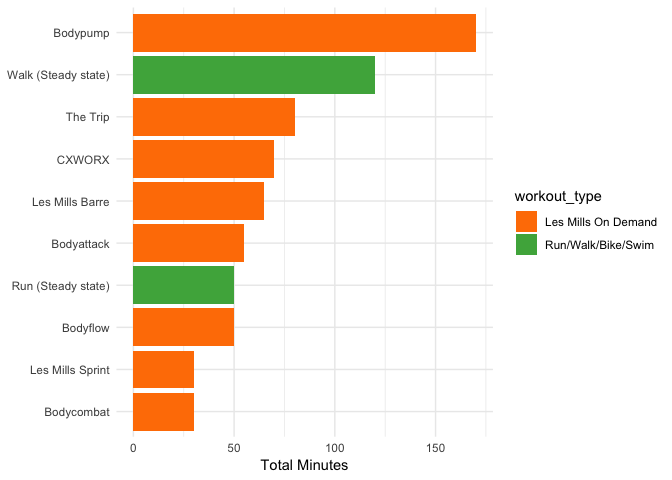 Bodypump
Walk (Steady state)
The Trip
CXWORX
Les Mills Barre
Bodyattack
Run (Steady state)
Bodyflow
Les Mills Sprint
Bodycombat
0 50 100 150
Total Minutes
workout_type
Les Mills On Demand
Run/Walk/Bike/Swim